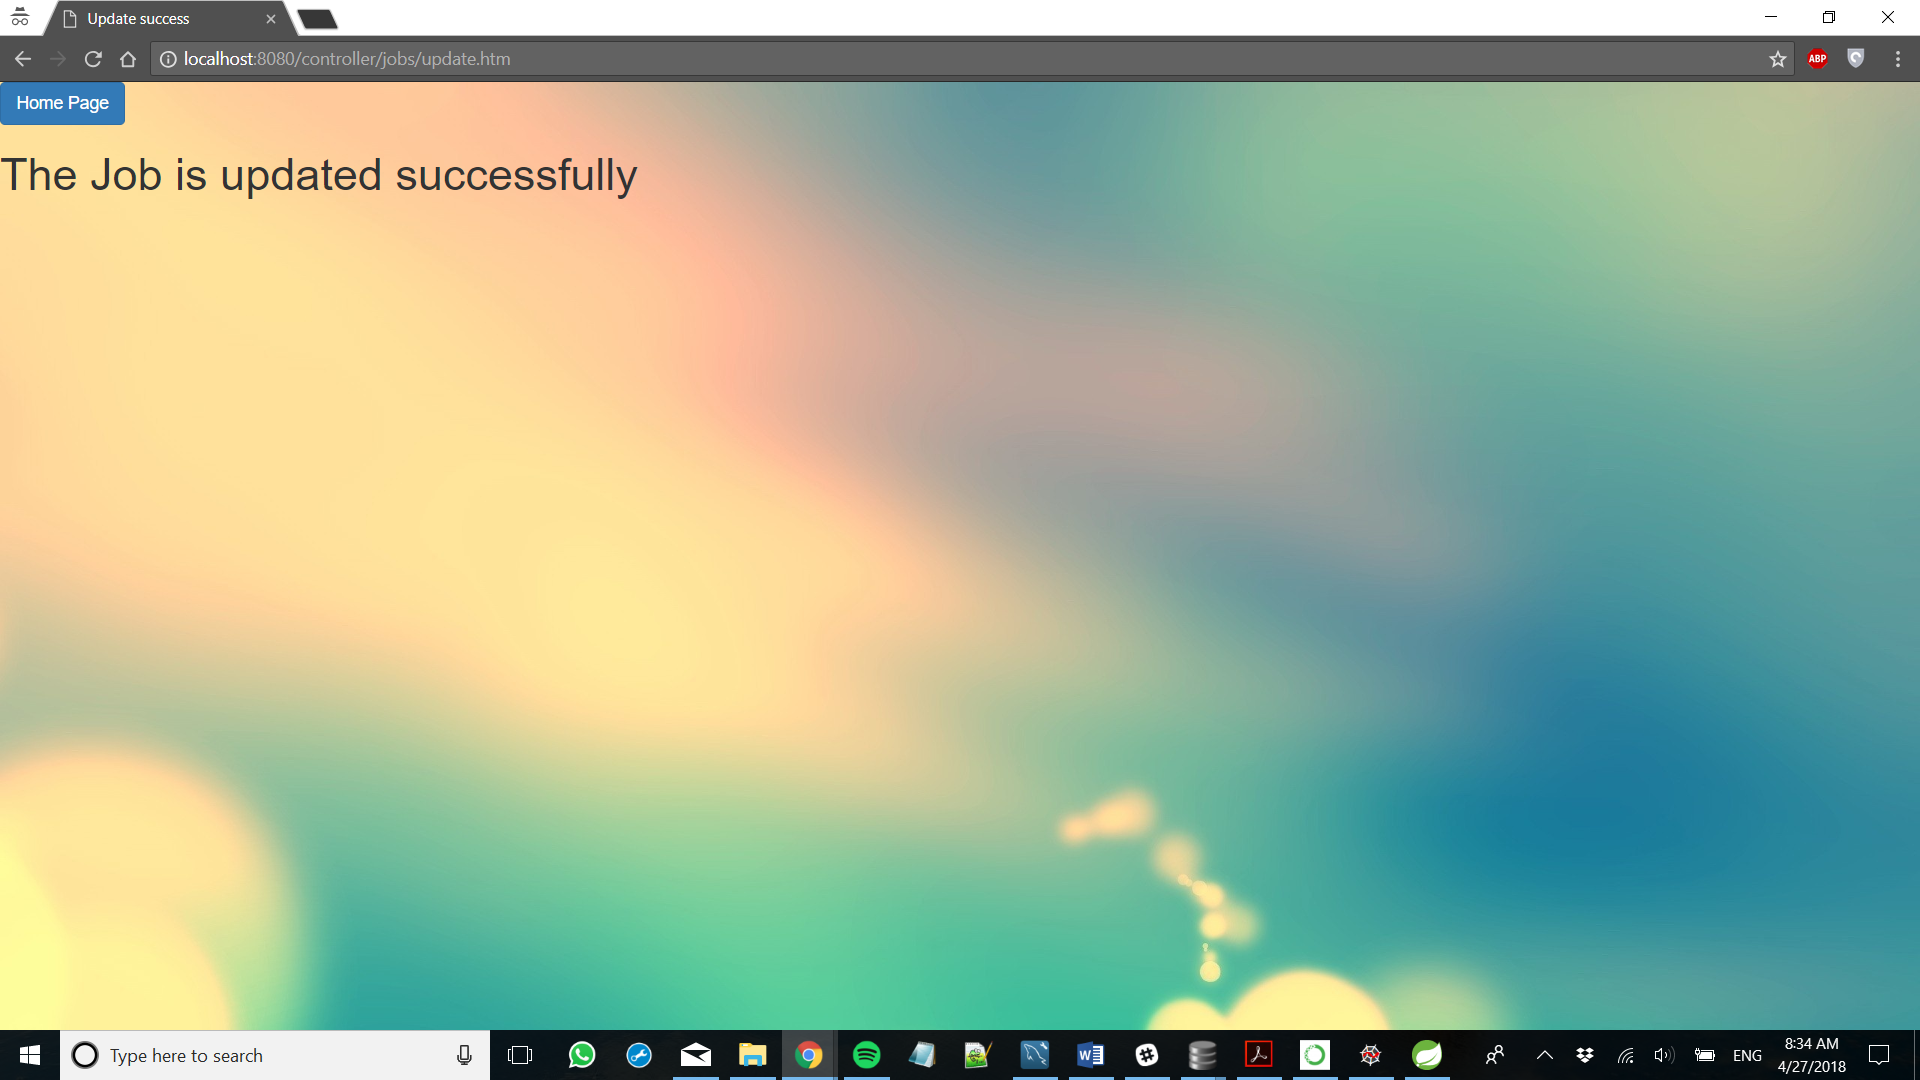 Update success
localhost:8080/controller/jobs/update.htm
ABP
Home Page
The Job is updated successfully
Type here to search
ENG
8:34 AM
4/27/2018